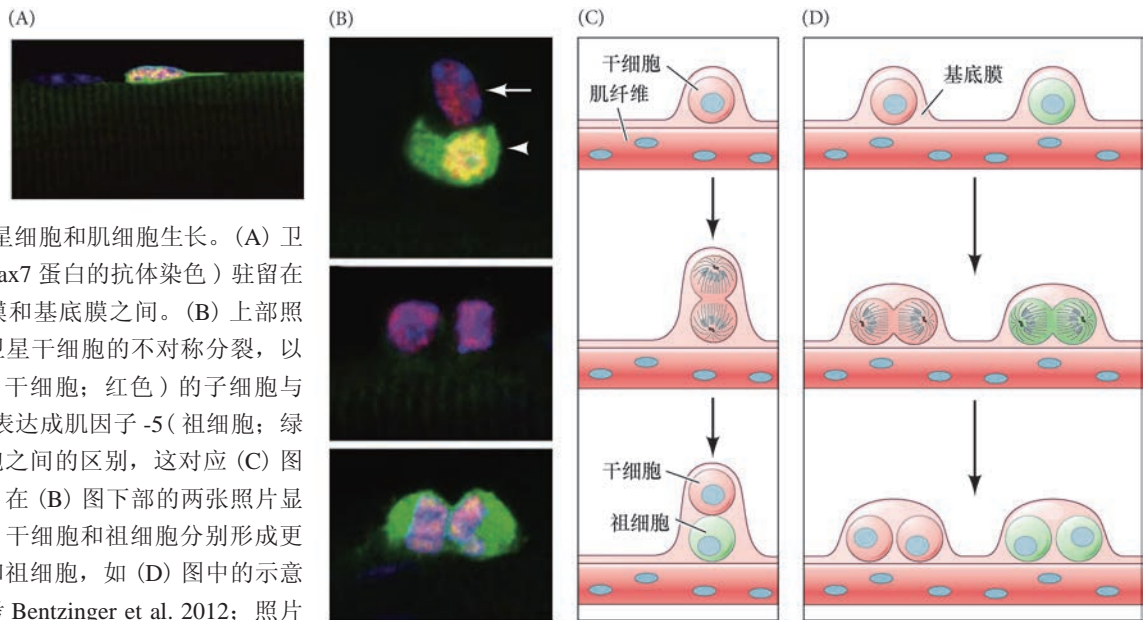 (A)
(B)
(C)
(D)
干细胞
肌纤维
基底膜
星细胞和肌细胞生长。(A) 卫
ax7 蛋白的抗体染色）驻留在
膜和基底膜之间。(B) 上部照
卫星干细胞的不对称分裂，以
干细胞；红色）的子细胞与
表达成肌因子 -5（祖细胞；绿
胞之间的区别，这对应 (C) 图
在 (B) 图下部的两张照片显
干细胞和祖细胞分别形成更
和祖细胞，如 (D) 图中的示意
Bentzinger et al. 2012；照片
干细胞
祖细胞